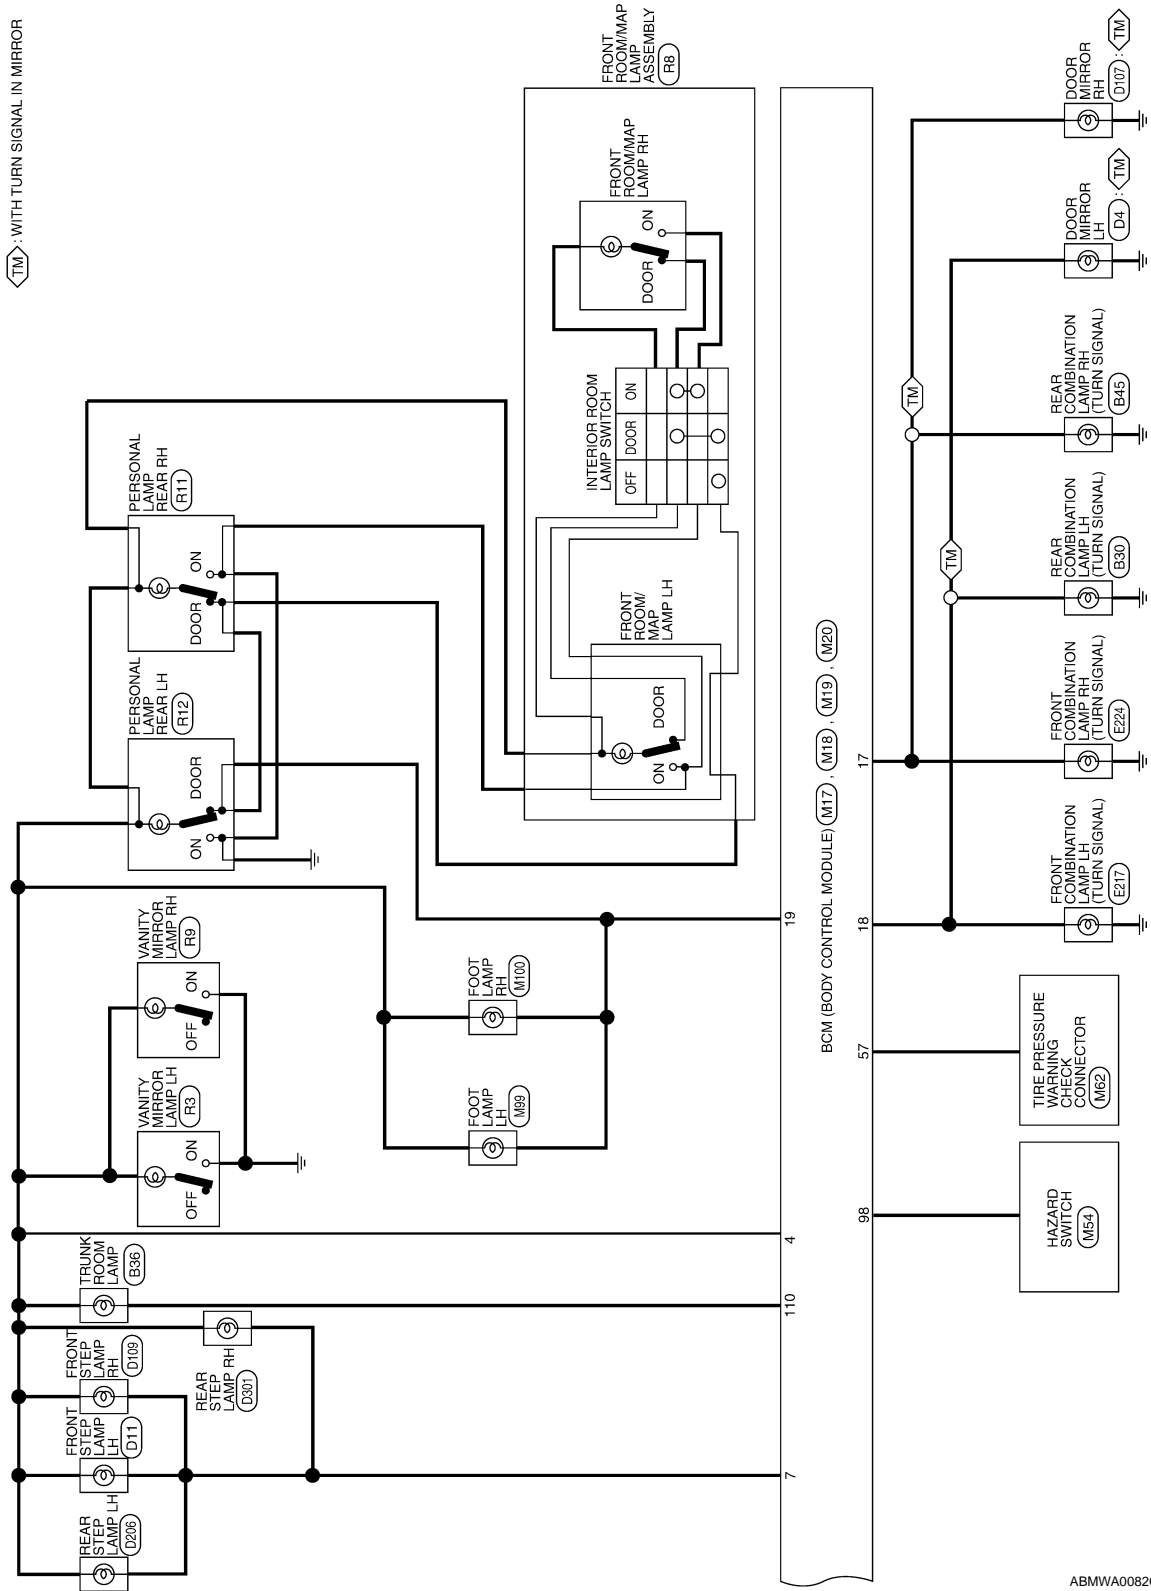 TM : WITH TURN SIGNAL IN MIRROR
REAR
STEP
LAMP LH
D206
FRONT
STEP
LAMP
LH
D11
FRONT
STEP
LAMP
RH
D109
REAR
STEP
LAMP RH
D301
TRUNK
ROOM
LAMP
B36
VANITY
MIRROR
LAMP LH
R3
OFF
ON
VANITY
MIRROR
LAMP RH
R9
OFF
ON
PERSONAL
LAMP
REAR LH
R12
ON
DOOR
PERSONAL
LAMP
REAR RH
R11
DOOR
ON
FOOT
LAMP
LH
M99
FOOT
LAMP
RH
M100
FRONT
ROOM/MAP
LAMP
ASSEMBLY
R8
FRONT
ROOM/
MAP
LAMP LH
ON
DOOR
INTERIOR ROOM
LAMP SWITCH
OFF
DOOR
ON
FRONT
ROOM/MAP
LAMP RH
DOOR
ON
7
110
4
19
BCM (BODY CONTROL MODULE) M17 , M18 , M19 , M20
98
57
18
17
TM
TM
HAZARD
SWITCH
M54
TIRE PRESSURE
WARNING
CHECK
CONNECTOR
M62
FRONT
COMBINATION
LAMP LH
(TURN SIGNAL)
E217
FRONT
COMBINATION
LAMP RH
(TURN SIGNAL)
E224
REAR
COMBINATION
LAMP LH
(TURN SIGNAL)
B30
REAR
COMBINATION
LAMP RH
(TURN SIGNAL)
B45
DOOR
MIRROR
LH
D4 : TM
DOOR
MIRROR
RH
D107 : TM